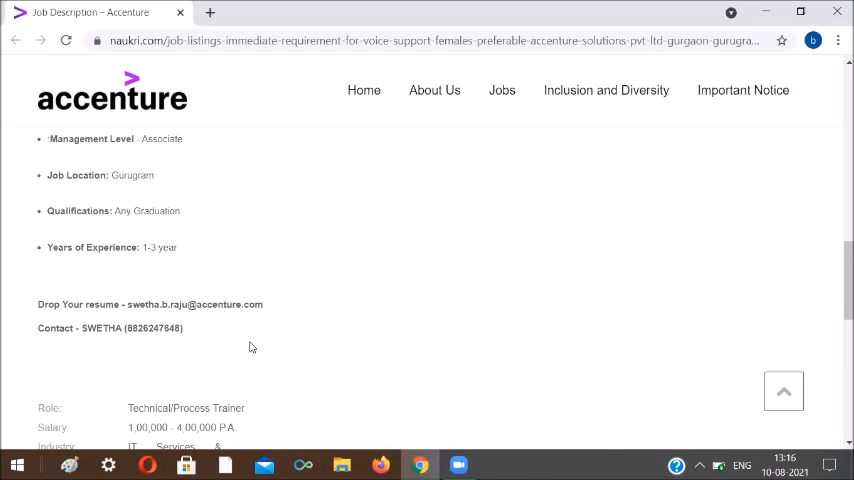 Job Description – Accenture
naukri.com/job-listings-immediate-requirement-for-voice-support-females-preferable-accenture-solutions-pvt-ltd-gurgaon-gurugra...
b
accenture
Home About Us Jobs Inclusion and Diversity Important Notice
:Management Level - Associate
Job Location: Gurugram
Qualifications: Any Graduation
Years of Experience: 1-3 year
Drop Your resume - swetha.b.raju@accenture.com
Contact - SWETHA (8826247648)
Role: Technical/Process Trainer
Salary: 1,00,000 - 4,00,000 P.A.
Industry: IT Services &
ENG
13:16
10-08-2021